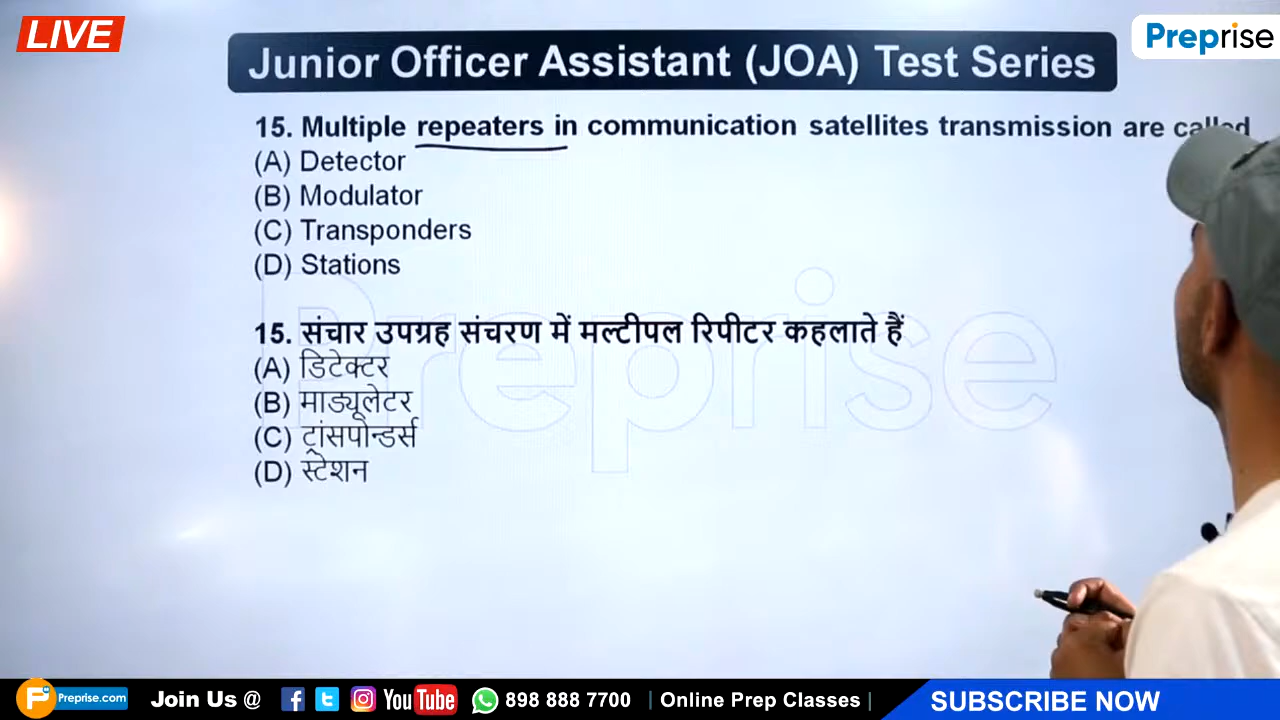 LIVE
Preprise
Junior Officer Assistant (JOA) Test Series
15. Multiple repeaters in communication satellites transmission are called
(A) Detector
(B) Modulator
(C) Transponders
(D) Stations
Preprise
15. संचार उपग्रह संचरण में मल्टीपल रिपीटर कहलाते हैं
(A) डिटेक्टर
(B) माड्यूलेटर
(C) ट्रांसपोन्डर्स
(D) स्टेशन
Preprise.com Join Us @ YouTube 898 888 7700 | Online Prep Classes | SUBSCRIBE NOW